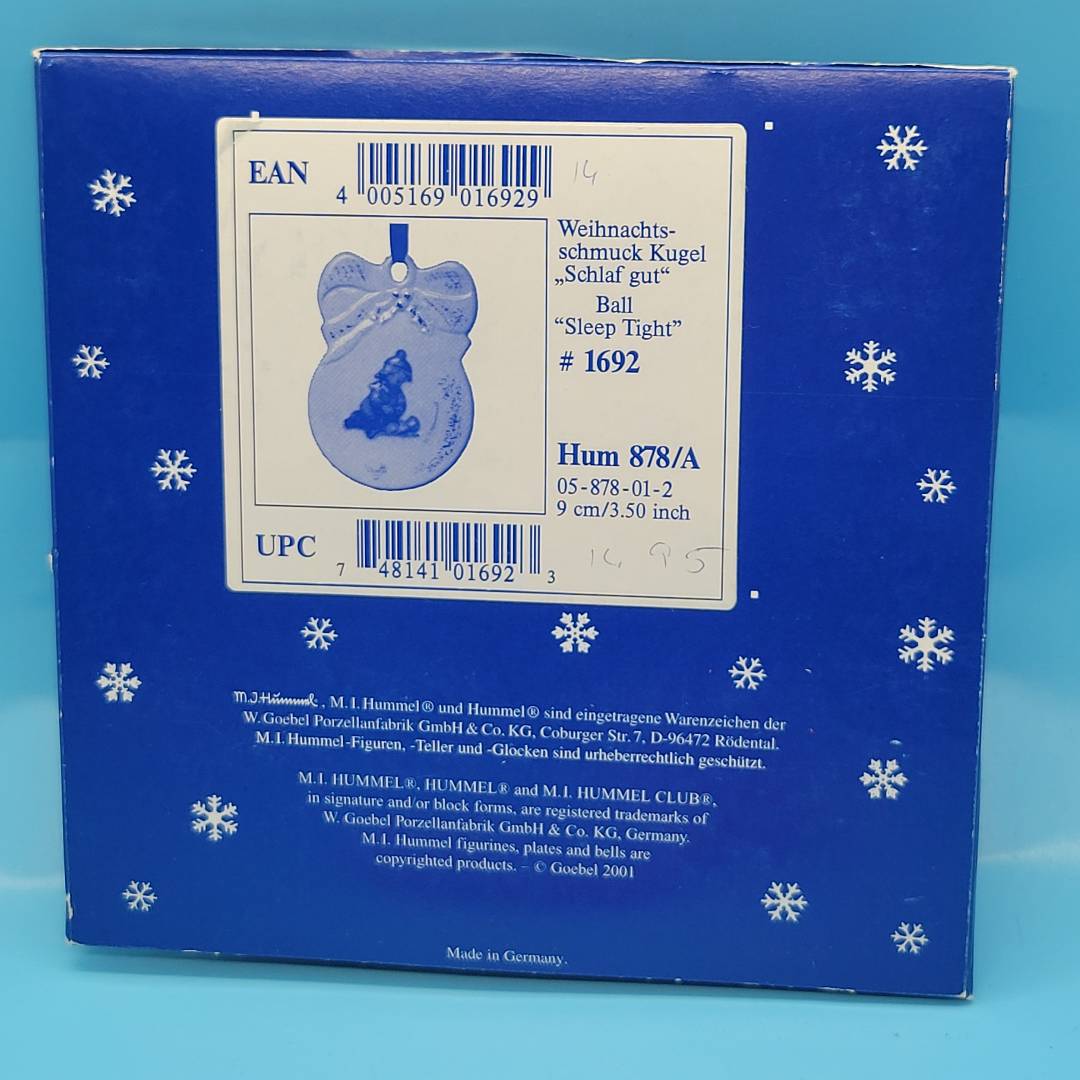 EAN
4 005169 016929
14
Weihnachts-
schmuck Kugel
„Schlaf gut“
Ball
“Sleep Tight”
# 1692
Hum 878/A
05-878-01-2
9 cm/3.50 inch
UPC
7 48141 01692 3
14 95
M.J.Hummel, M.I.Hummel® und Hummel® sind eingetragene Warenzeichen der
W. Goebel Porzellanfabrik GmbH & Co. KG, Coburger Str. 7, D-96472 Rödental.
M.I.Hummel-Figuren, -Teller und -Glocken sind urheberrechtlich geschützt.
M.I. HUMMEL®, HUMMEL® and M.I. HUMMEL CLUB®,
in signature and/or block forms, are registered trademarks of
W. Goebel Porzellanfabrik GmbH & Co. KG, Germany.
M.I. Hummel figurines, plates and bells are
copyrighted products. – © Goebel 2001
Made in Germany.